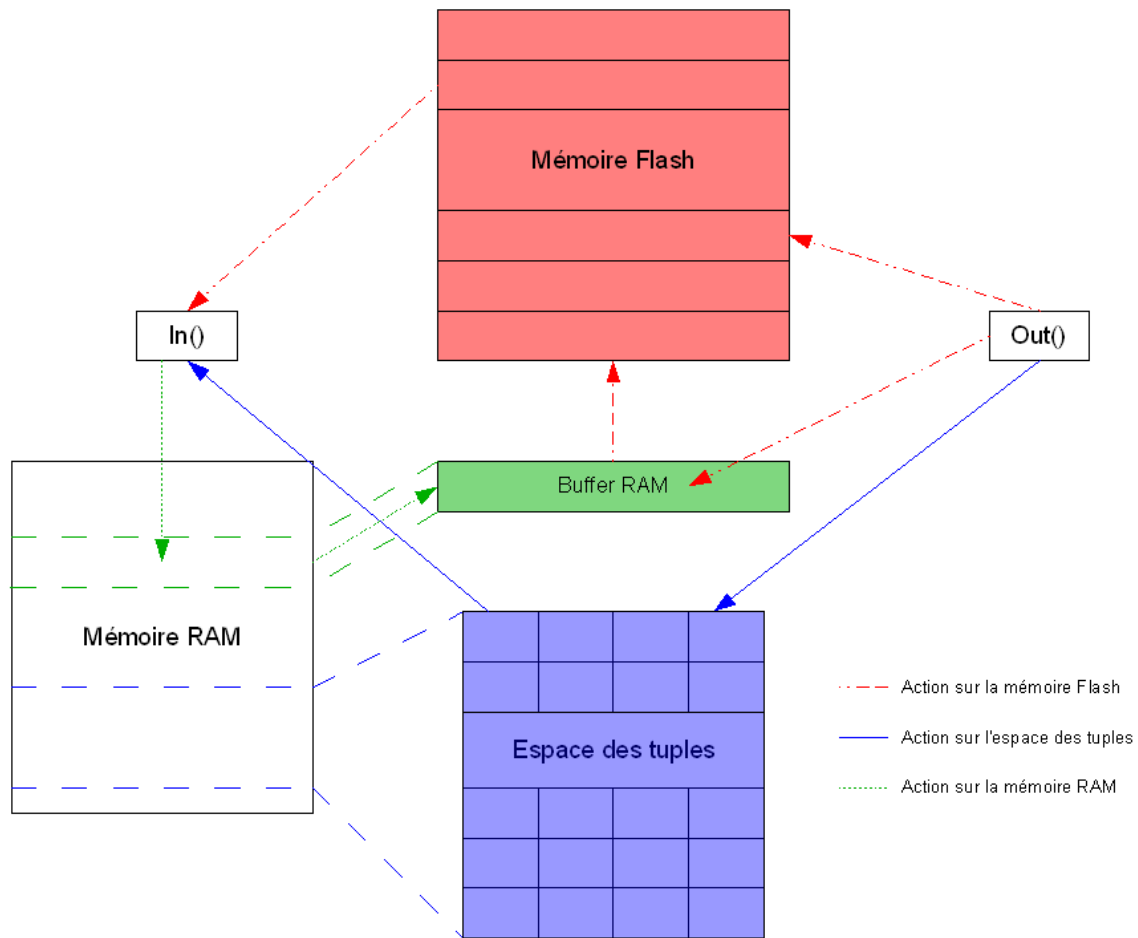 Mémoire Flash
In()
Out()
Buffer RAM
Mémoire RAM
Espace des tuples
Action sur la mémoire Flash
Action sur l'espace des tuples
Action sur la mémoire RAM